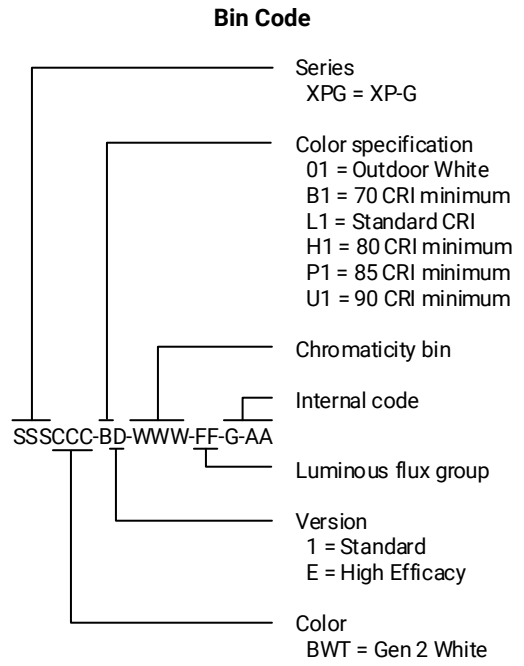 Bin Code
Series
XPG = XP-G
Color specification
01 = Outdoor White
B1 = 70 CRI minimum
L1 = Standard CRI
H1 = 80 CRI minimum
P1 = 85 CRI minimum
U1 = 90 CRI minimum
Chromaticity bin
Internal code
SSSCCC-BD-WWW-FF-G-AA
Luminous flux group
Version
1 = Standard
E = High Efficacy
Color
BWT = Gen 2 White